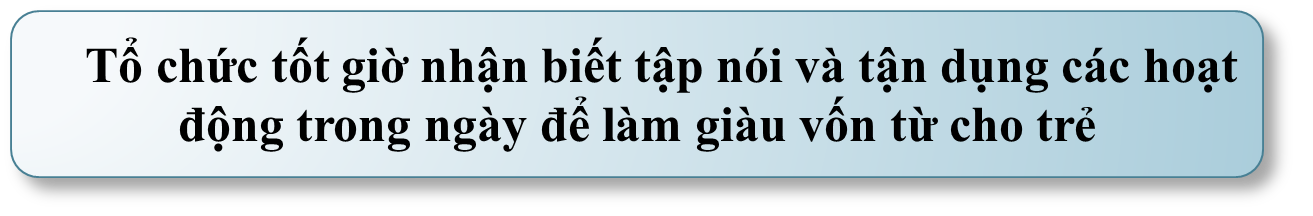 Tổ chức tốt giờ nhận biết tập nói và tận dụng các hoạt
động trong ngày để làm giàu vốn từ cho trẻ